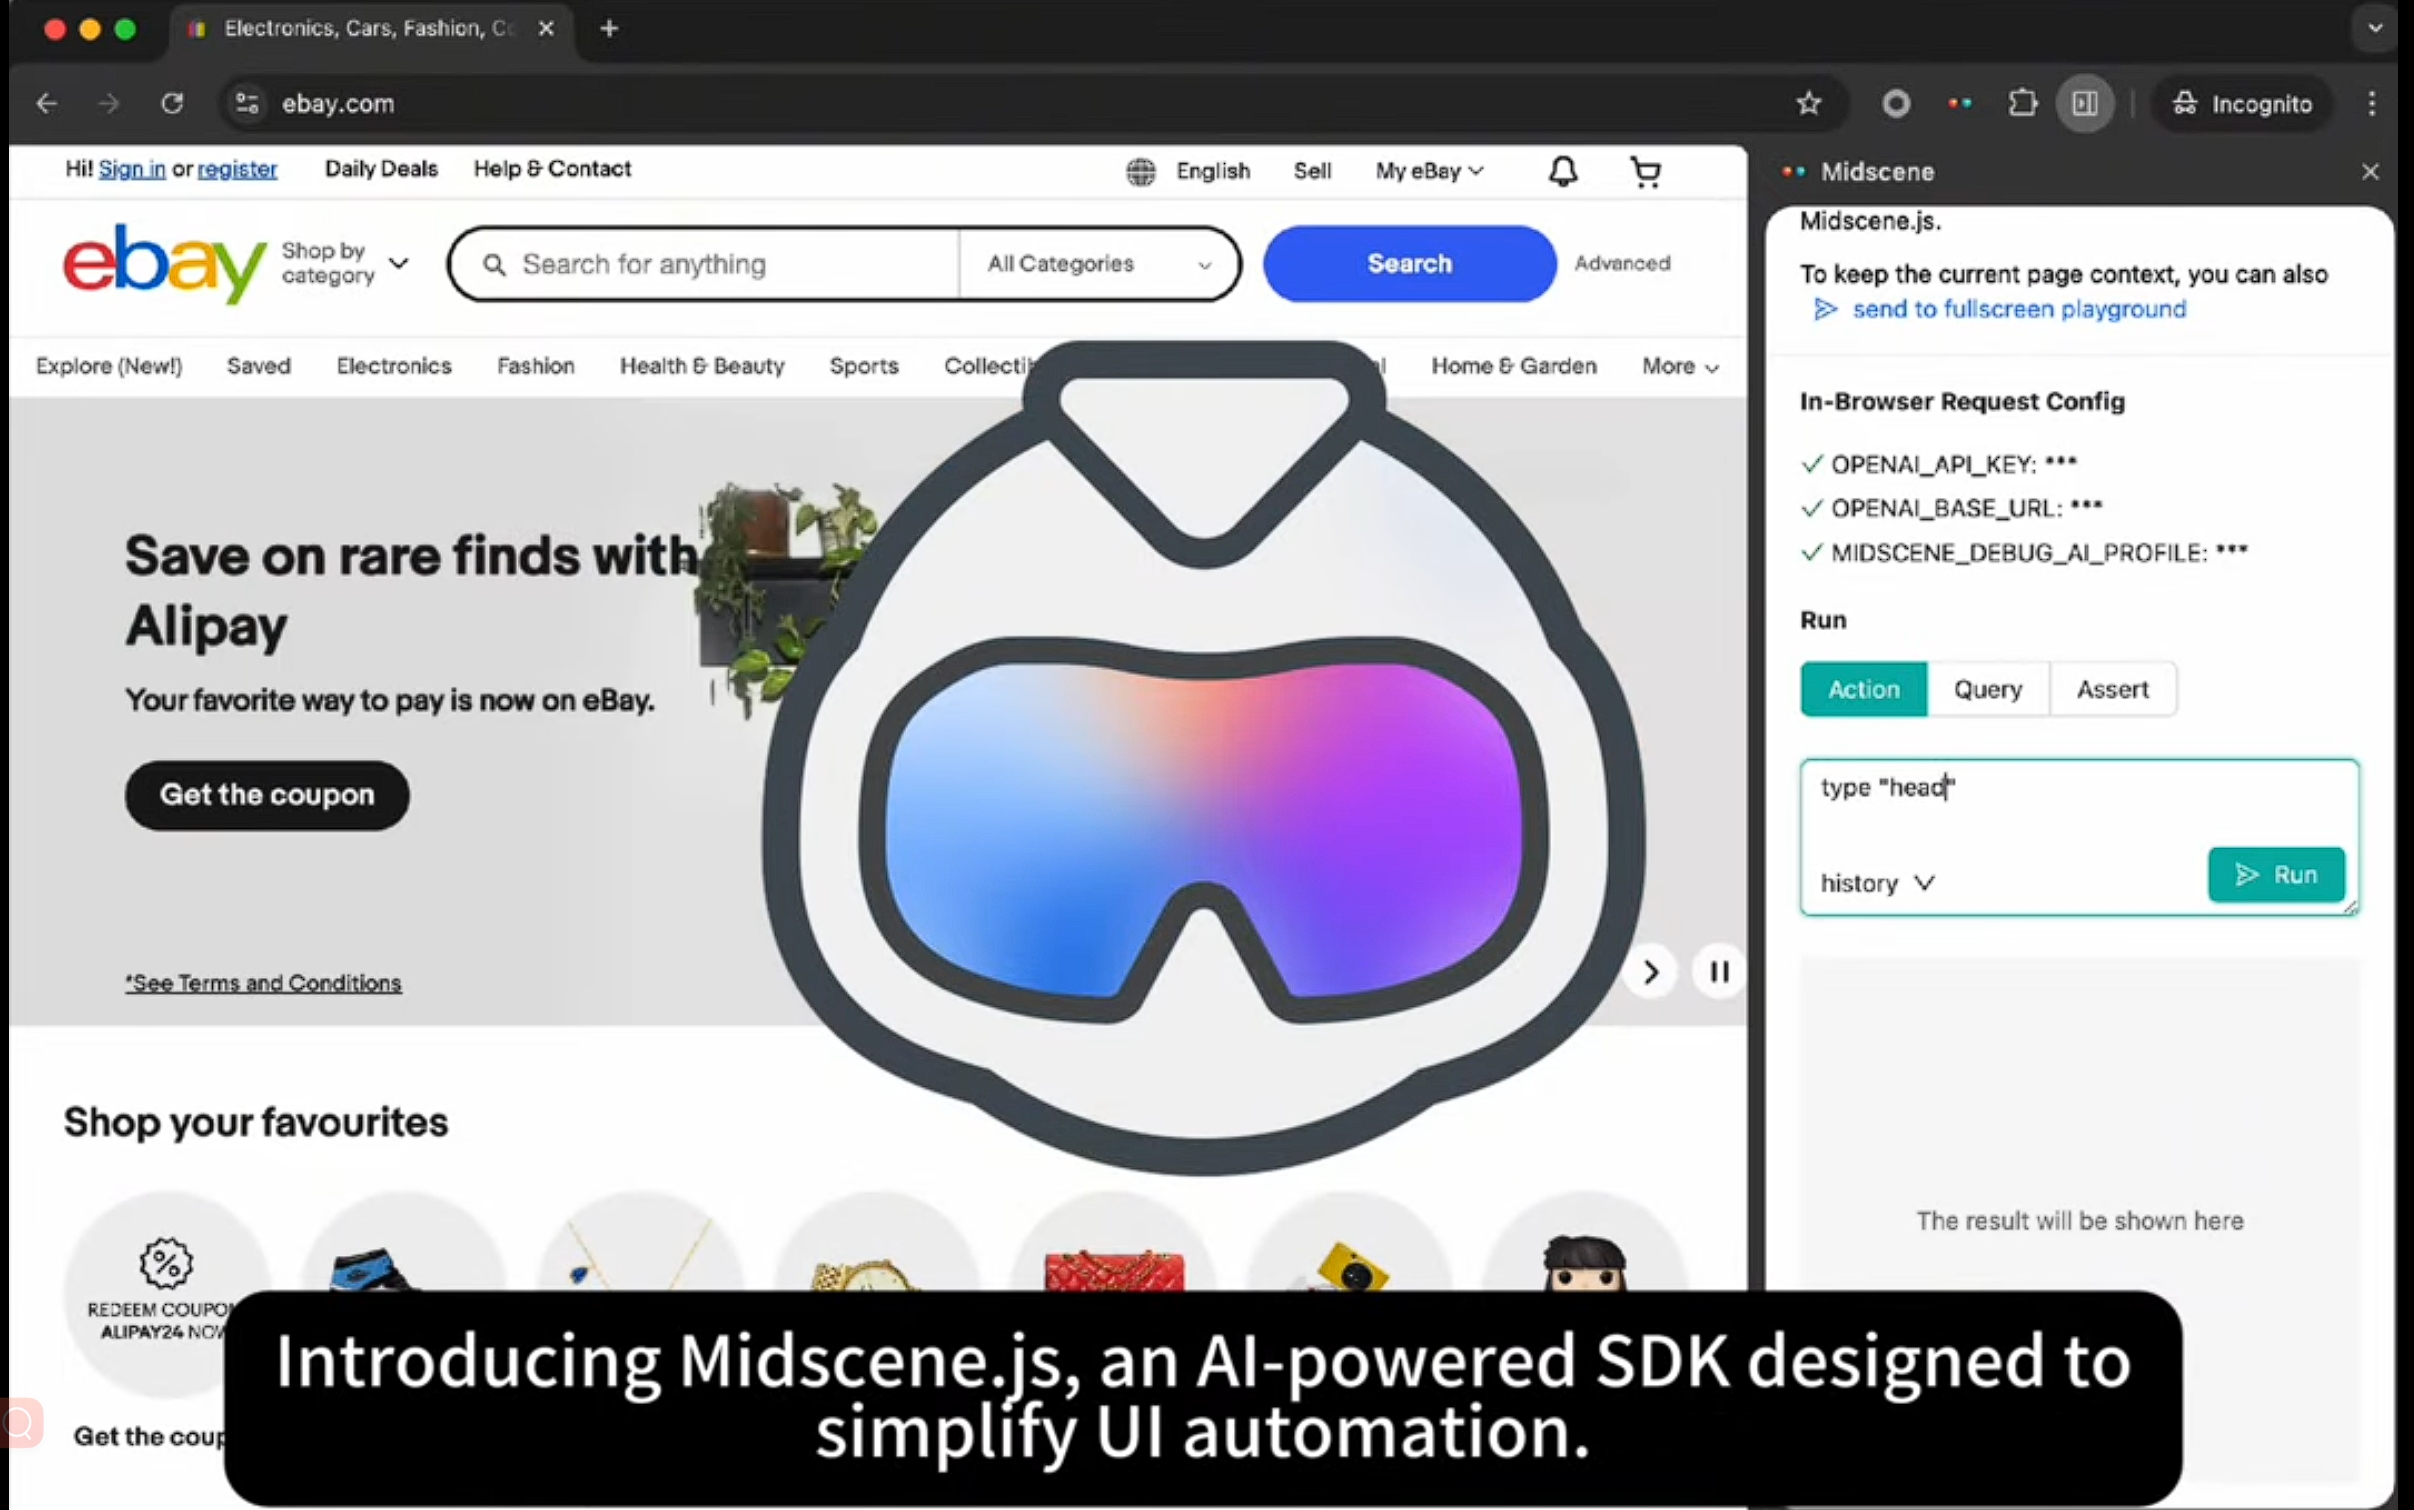 Electronics, Cars, Fashion, C
ebay.com
Incognito
Hi! Sign in or register
Daily Deals
Help & Contact
English
Sell
My eBay
ebay
Shop by
category
Search for anything
All Categories
Search
Advanced
Explore (New!)
Saved
Electronics
Fashion
Health & Beauty
Sports
Collecti
Home & Garden
More
Save on rare finds with
Alipay
Your favorite way to pay is now on eBay.
Get the coupon
*See Terms and Conditions
Shop your favourites
REDEEM COUPON
ALIPAY24 NOW
Get the coup
Midscene
Midscene.js.
To keep the current page context, you can also
send to fullscreen playground
In-Browser Request Config
OPENAI_API_KEY: ***
OPENAI_BASE_URL: ***
MIDSCENE_DEBUG_AI_PROFILE: ***
Run
Action
Query
Assert
type "head"
history
Run
The result will be shown here
Introducing Midscene.js, an AI-powered SDK designed to
simplify UI automation.